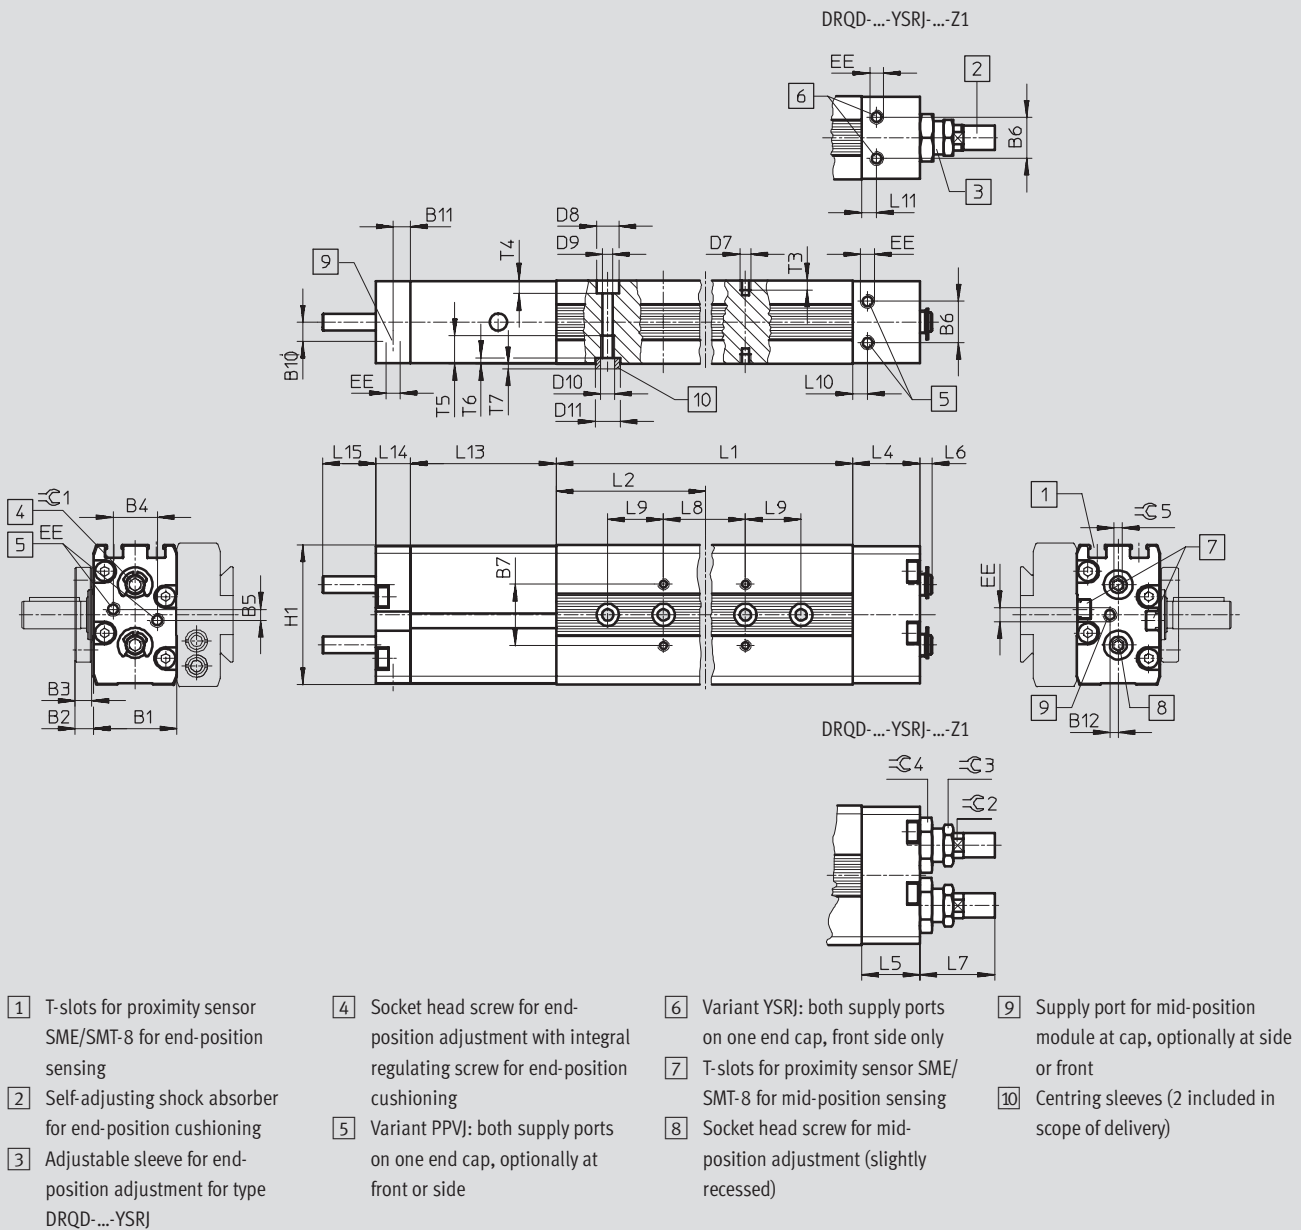 DRQD-...-YSRJ-...-Z1
EE
2
6
B6
3
L11
B11
D8
D9
T4
D7
T3
EE
9
B10
B6
EE
T5
T6
T7
D10
D11
10
L10
5
L15
L14
L13
L1
L4
L6
L2
L9
L8
L9
B7
H1
4
1
B4
5
EE
B5
B3
B2
B1
1
5
7
EE
9
8
B12
DRQD-...-YSRJ-...-Z1
4
3
2
L5
L7
1 T-slots for proximity sensor
SME/SMT-8 for end-position
sensing
2 Self-adjusting shock absorber
for end-position cushioning
3 Adjustable sleeve for end-
position adjustment for type
DRQD-...-YSRJ
4 Socket head screw for end-
position adjustment with integral
regulating screw for end-position
cushioning
5 Variant PPVJ: both supply ports
on one end cap, optionally at
front or side
6 Variant YSRJ: both supply ports
on one end cap, front side only
7 T-slots for proximity sensor SME/
SMT-8 for mid-position sensing
8 Socket head screw for mid-
position adjustment (slightly
recessed)
9 Supply port for mid-position
module at cap, optionally at side
or front
10 Centring sleeves (2 included in
scope of delivery)